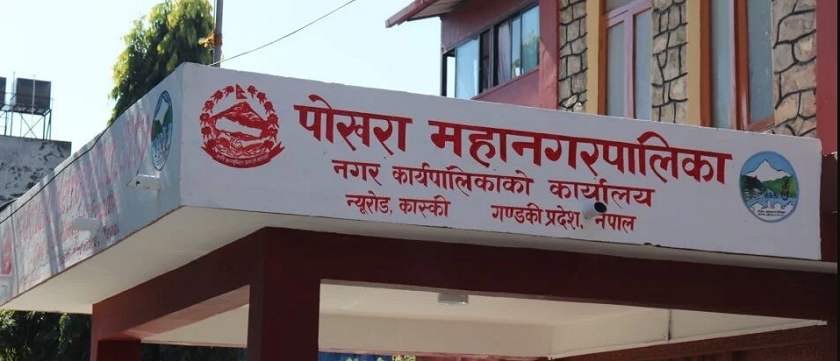 पोखरा महानगरपालिका
नगर कार्यपालिकाको कार्यालय
न्यूरोड, कास्की गण्डकी प्रदेश, नेपाल